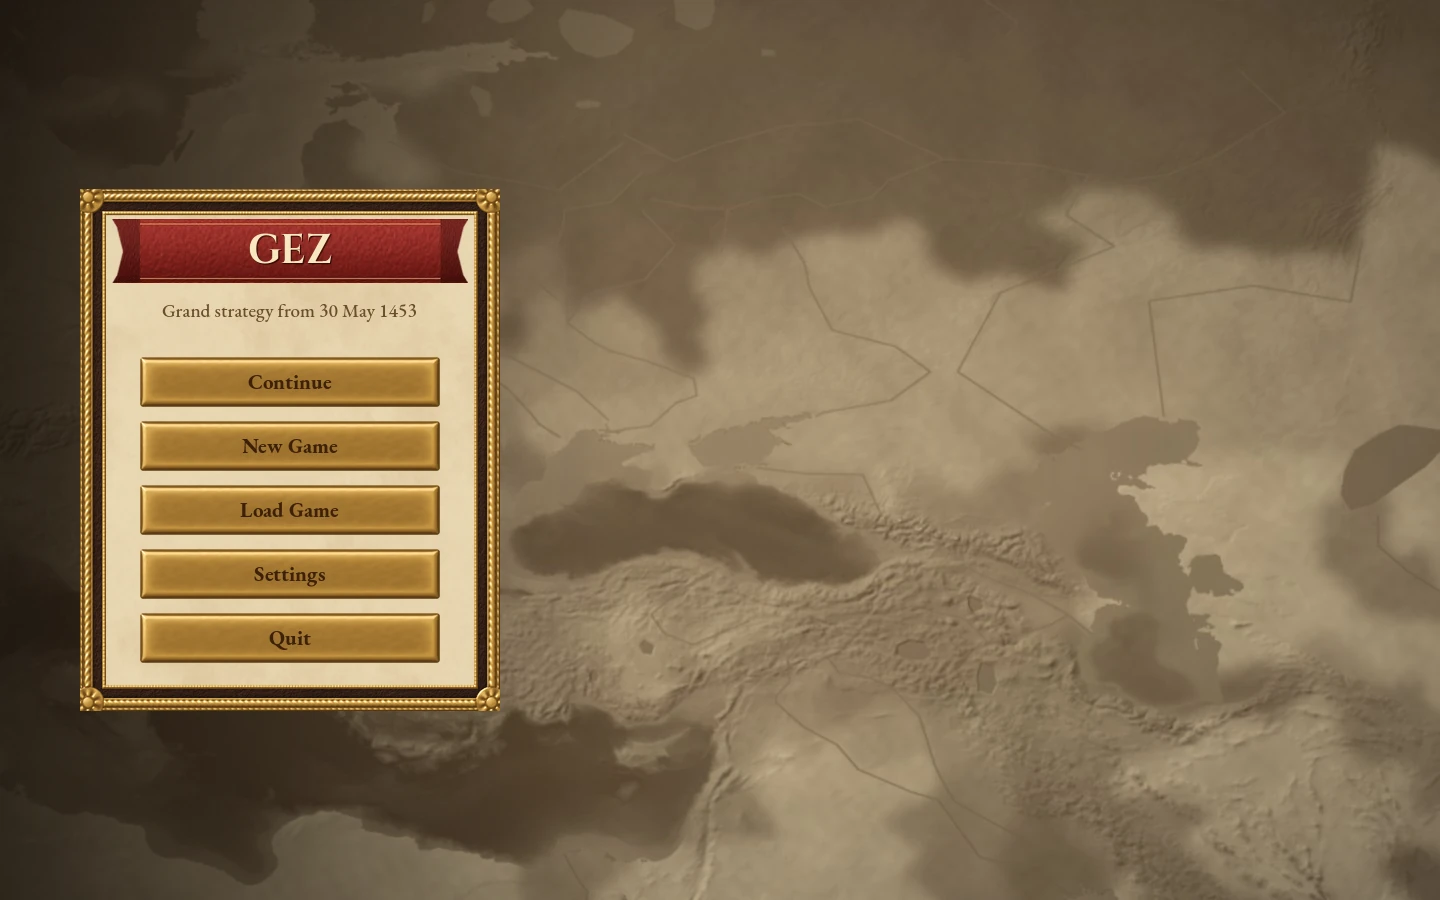 GEZ
Grand strategy from 30 May 1453
Continue
New Game
Load Game
Settings
Quit